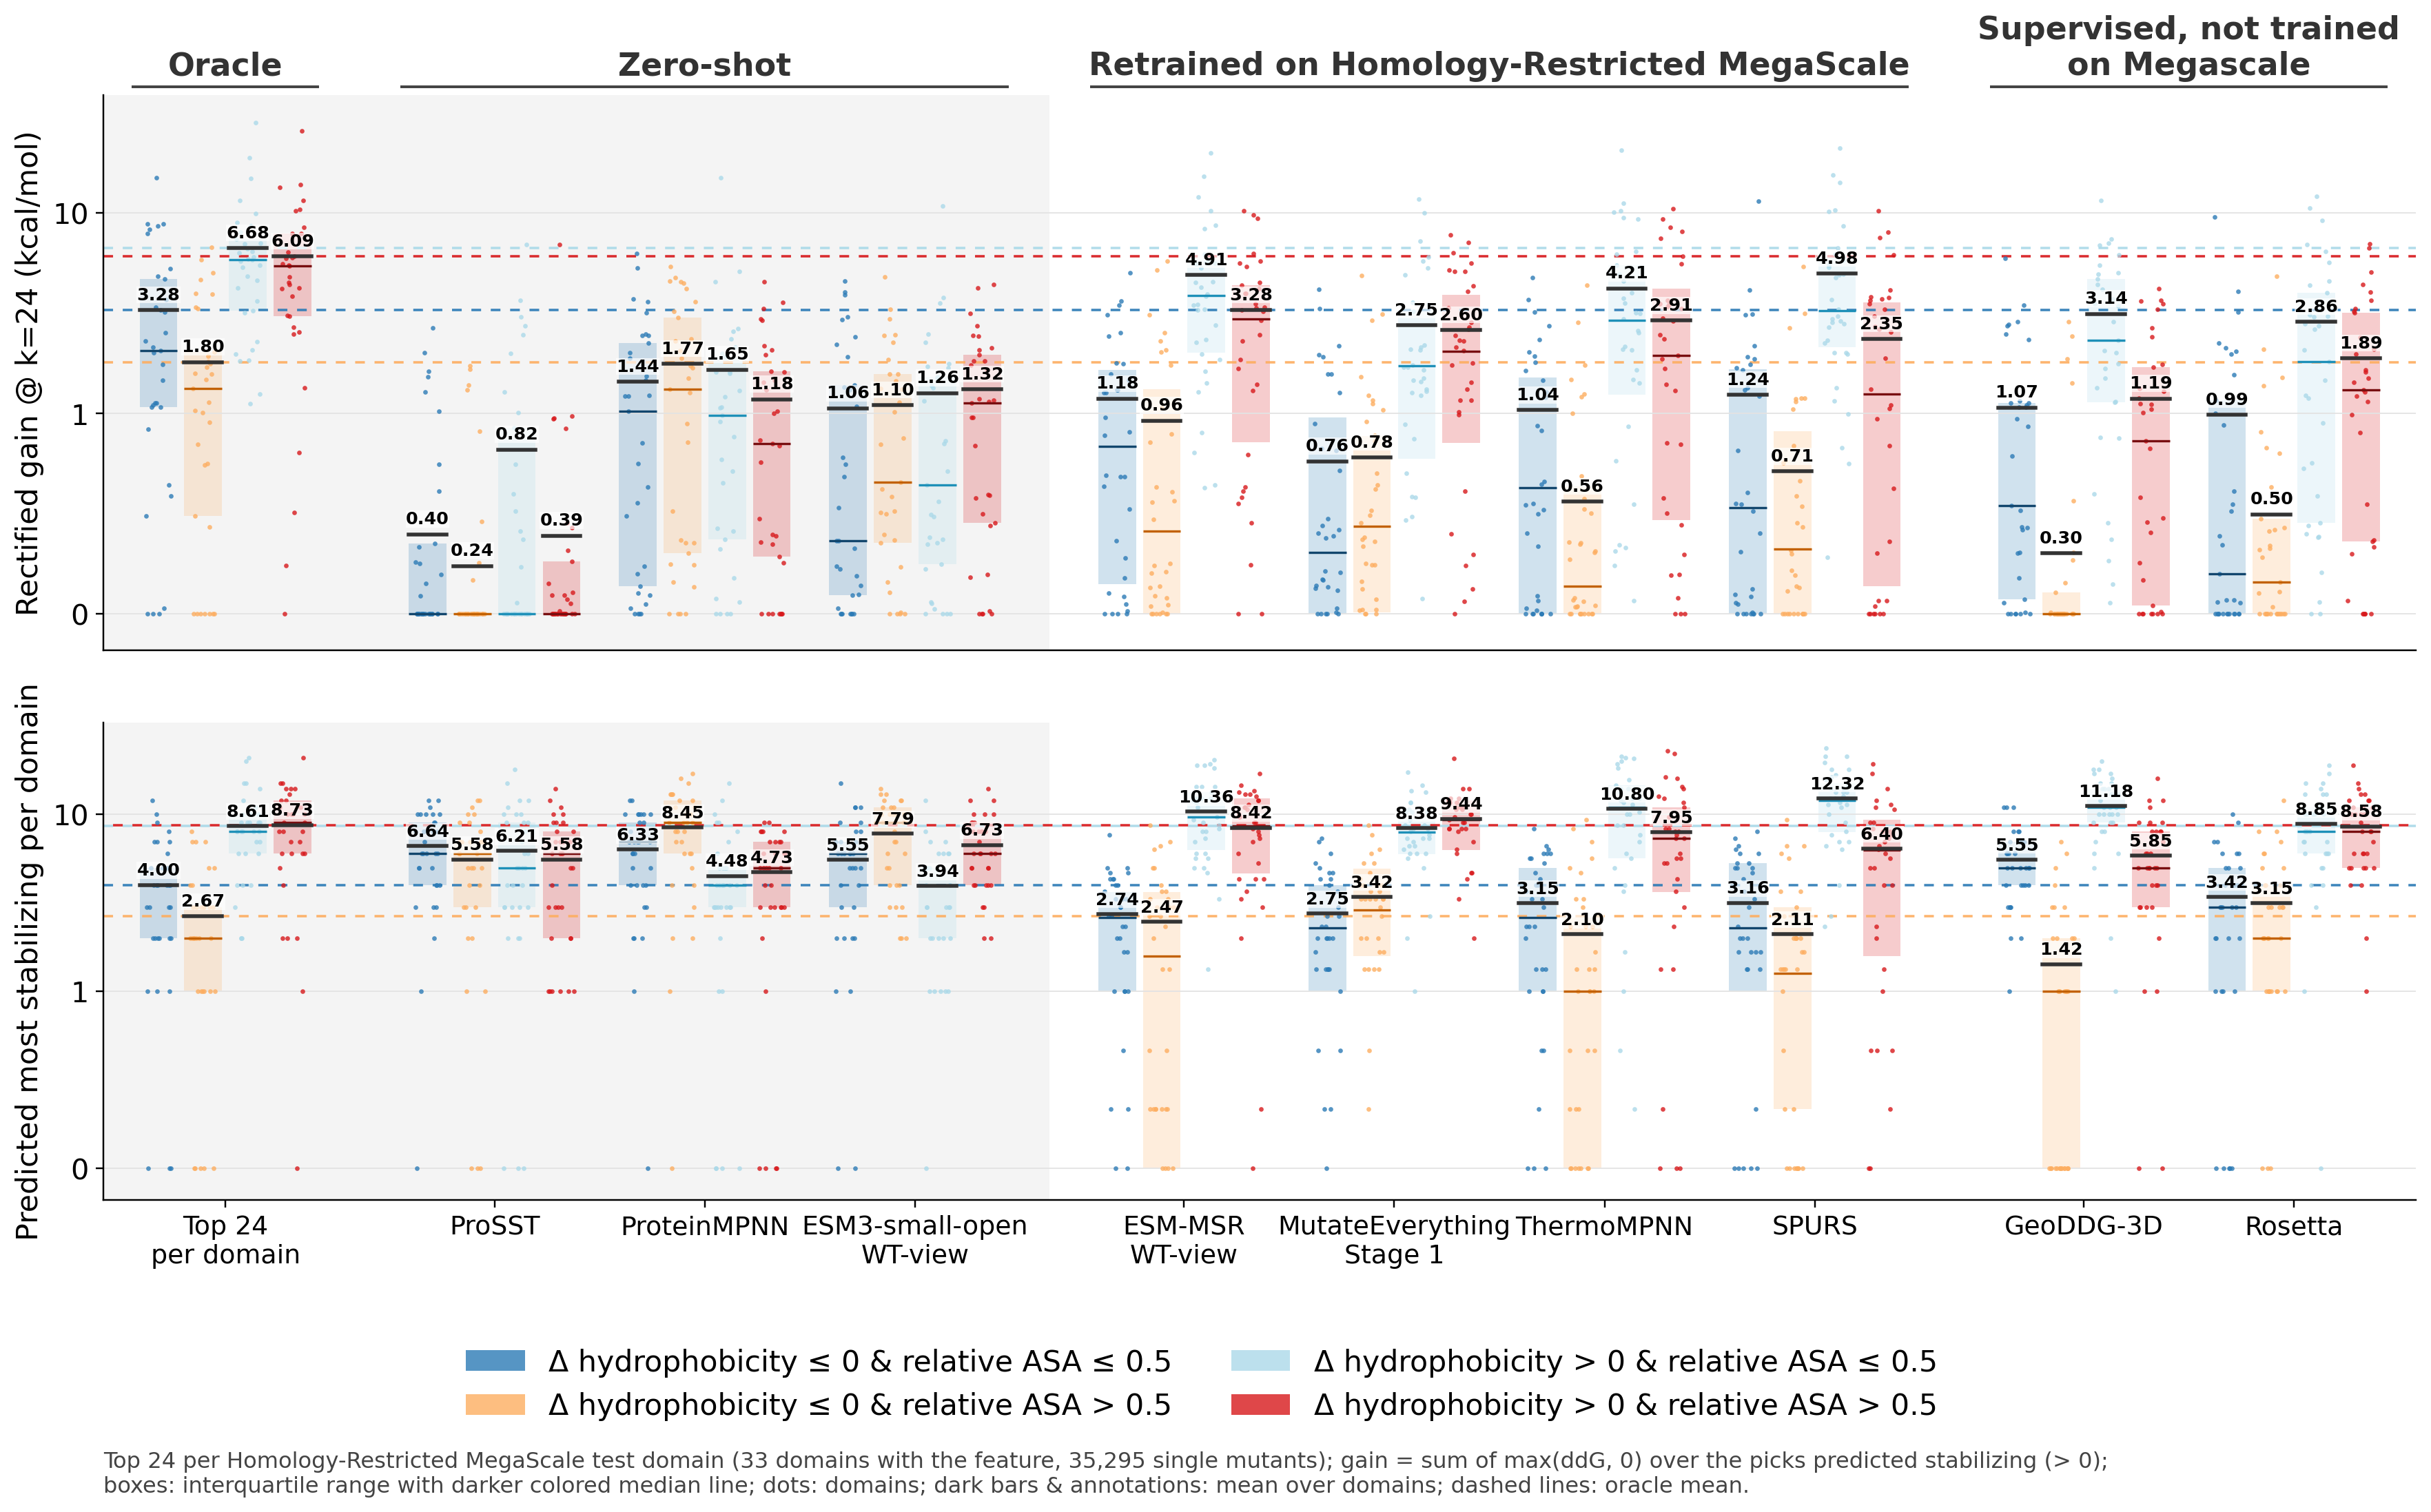 Supervised, not trained
Oracle Zero-shot Retrained on Homology-Restricted MegaScale on Megascale
Rectified gain @ k=24 (kcal/mol)
10
1
0
3.28 1.80 6.68 6.09
0.40 0.24 0.82 0.39
1.44 1.77 1.65 1.18
1.06 1.10 1.26 1.32
1.18 0.96 4.91 3.28
0.76 0.78 2.75 2.60
1.04 0.56 4.21 2.91
1.24 0.71 4.98 2.35
1.07 0.30 3.14 1.19
0.99 0.50 2.86 1.89
Predicted most stabilizing per domain
10
1
0
4.00 2.67 8.61 8.73
6.64 5.58 6.21 5.58
6.33 8.45 4.48 4.73
5.55 7.79 3.94 6.73
2.74 2.47 10.36 8.42
2.75 3.42 8.38 9.44
3.15 2.10 10.80 7.95
3.16 2.11 12.32 6.40
5.55 1.42 11.18 5.85
3.42 3.15 8.85 8.58
Top 24
per domain
ProSST
ProteinMPNN
ESM3-small-open
WT-view
ESM-MSR
WT-view
MutateEverything
Stage 1
ThermoMPNN
SPURS
GeoDDG-3D
Rosetta
Δ hydrophobicity ≤ 0 & relative ASA ≤ 0.5
Δ hydrophobicity ≤ 0 & relative ASA > 0.5
Δ hydrophobicity > 0 & relative ASA ≤ 0.5
Δ hydrophobicity > 0 & relative ASA > 0.5
Top 24 per Homology-Restricted MegaScale test domain (33 domains with the feature, 35,295 single mutants); gain = sum of max(ddG, 0) over the picks predicted stabilizing (> 0);
boxes: interquartile range with darker colored median line; dots: domains; dark bars & annotations: mean over domains; dashed lines: oracle mean.